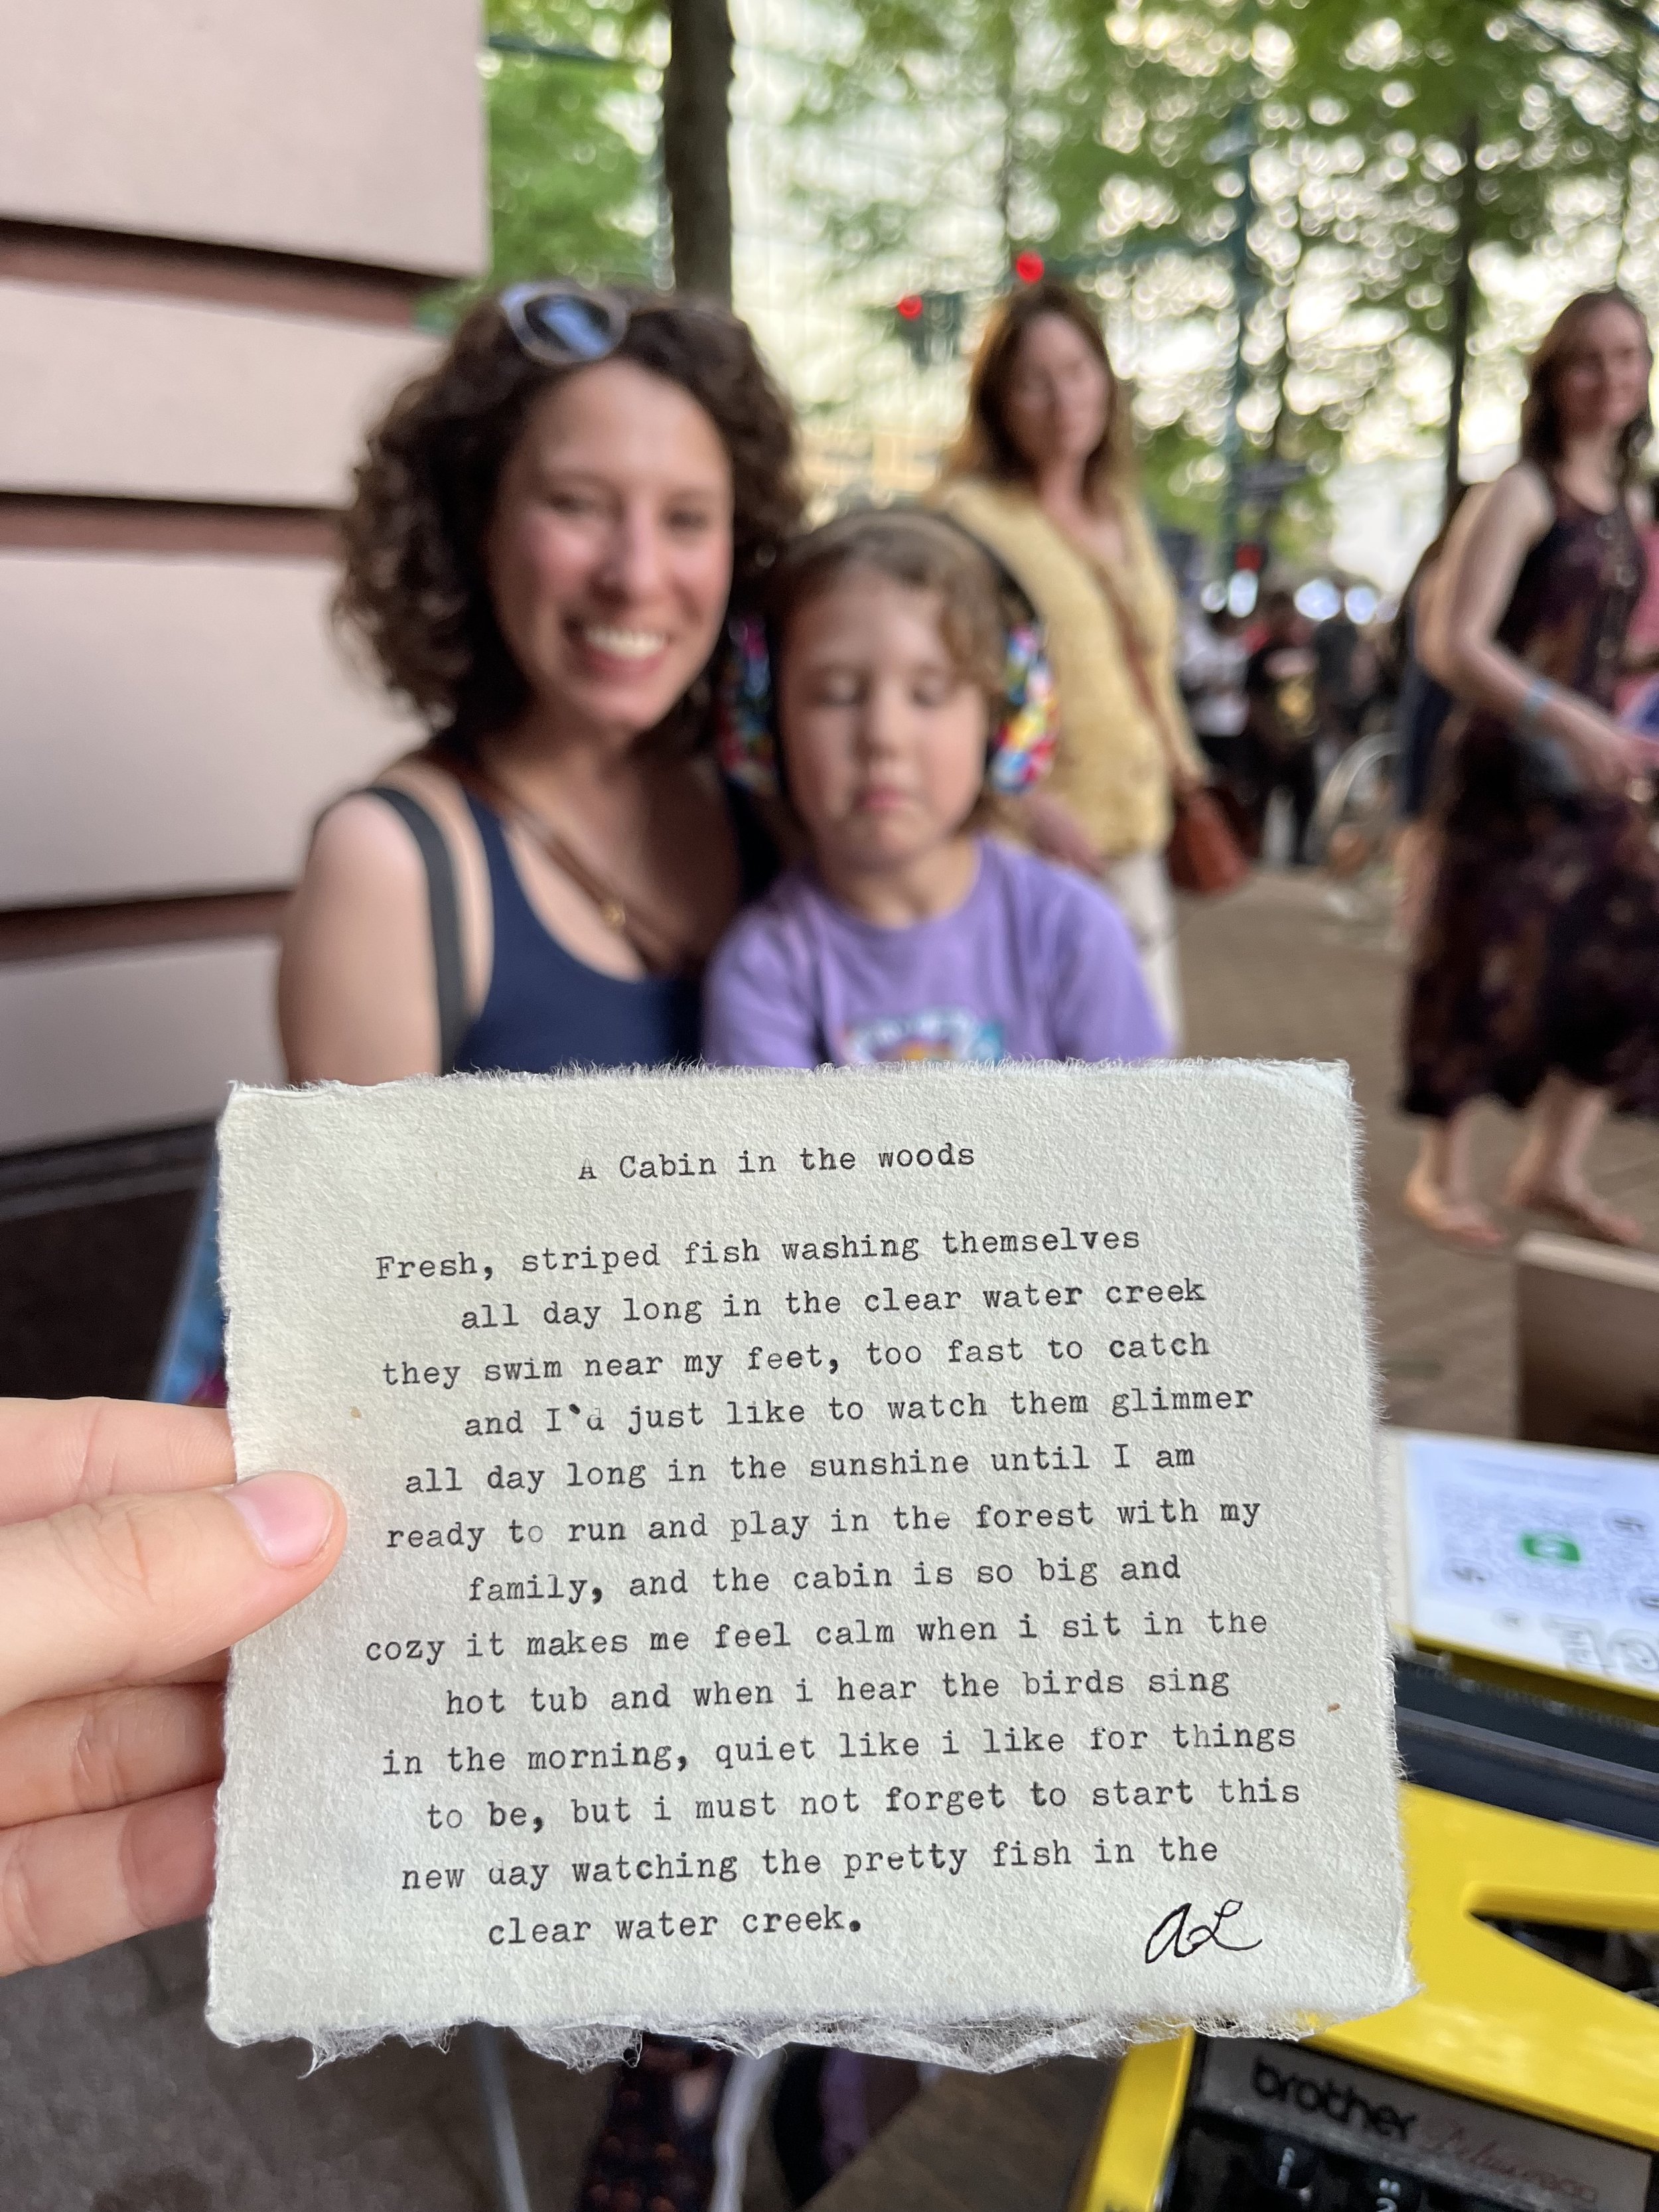 A Cabin in the woods
Fresh, striped fish washing themselves
all day long in the clear water creek
they swim near my feet, too fast to catch
and I'd just like to watch them glimmer
all day long in the sunshine until I am
ready to run and play in the forest with my
family, and the cabin is so big and
cozy it makes me feel calm when i sit in the
hot tub and when i hear the birds sing
in the morning, quiet like i like for things
to be, but i must not forget to start this
new day watching the pretty fish in the
clear water creek.
AL
brother